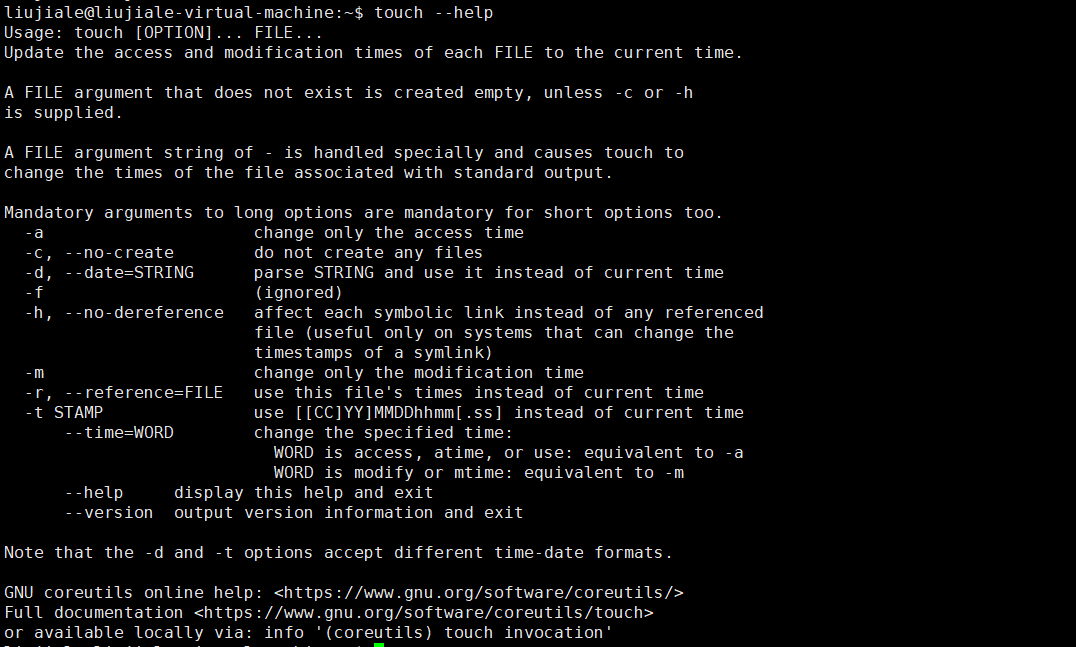 liujiale@liujiale-virtual-machine:~$ touch --help
Usage: touch [OPTION]... FILE...
Update the access and modification times of each FILE to the current time.
A FILE argument that does not exist is created empty, unless -c or -h
is supplied.
A FILE argument string of - is handled specially and causes touch to
change the times of the file associated with standard output.
Mandatory arguments to long options are mandatory for short options too.
-a                     change only the access time
-c, --no-create        do not create any files
-d, --date=STRING      parse STRING and use it instead of current time
-f                     (ignored)
-h, --no-dereference   affect each symbolic link instead of any referenced
file (useful only on systems that can change the
timestamps of a symlink)
-m                     change only the modification time
-r, --reference=FILE   use this file's times instead of current time
-t STAMP               use [[CC]YY]MMDDhhmm[.ss] instead of current time
--time=WORD        change the specified time:
WORD is access, atime, or use: equivalent to -a
WORD is modify or mtime: equivalent to -m
--help     display this help and exit
--version  output version information and exit
Note that the -d and -t options accept different time-date formats.
GNU coreutils online help: <https://www.gnu.org/software/coreutils/>
Full documentation <https://www.gnu.org/software/coreutils/touch>
or available locally via: info '(coreutils) touch invocation'